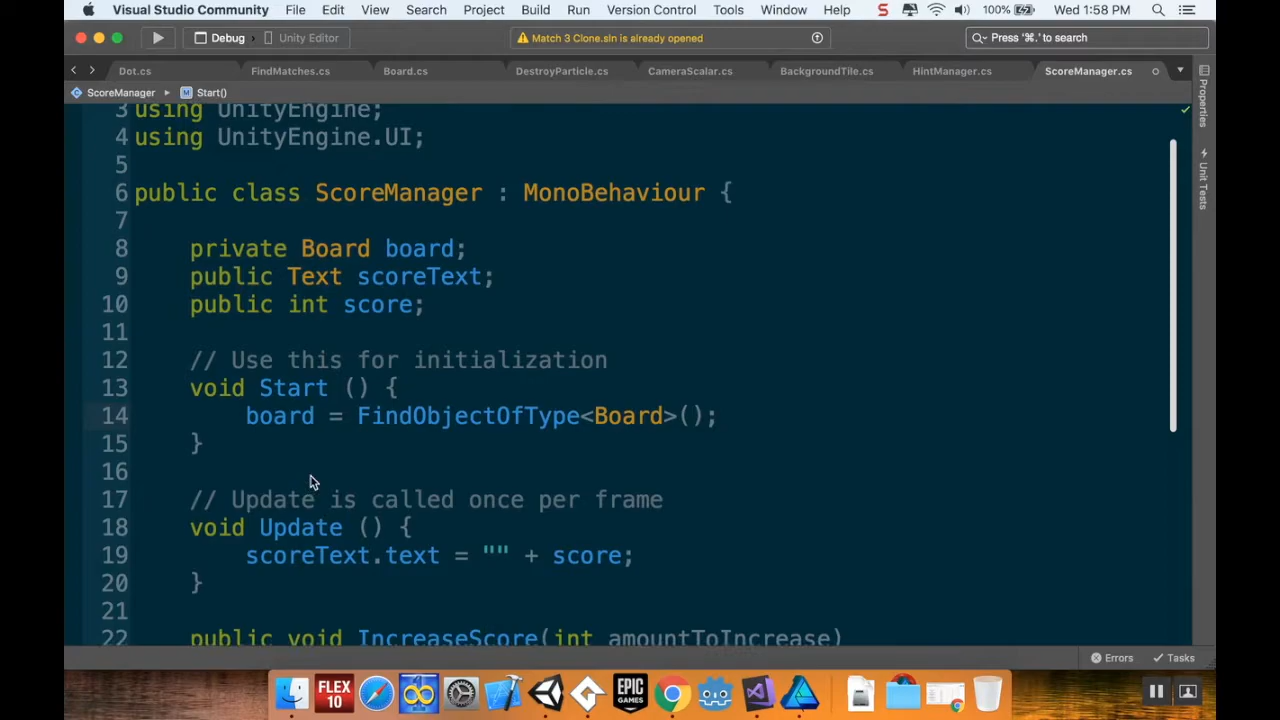 Visual Studio Community File Edit View Search Project Build Run Version Control Tools Window Help S 100% Wed 1:58 PM
Debug Unity Editor Match 3 Clone.sln is already opened Press '⌘.' to search
Dot.cs FindMatches.cs Board.cs DestroyParticle.cs CameraScalar.cs BackgroundTile.cs HintManager.cs ScoreManager.cs
C ScoreManager M Start()
Properties
Unit Tests
3 using UnityEngine;
4 using UnityEngine.UI;
5
6 public class ScoreManager : MonoBehaviour {
7
8 private Board board;
9 public Text scoreText;
10 public int score;
11
12 // Use this for initialization
13 void Start () {
14 board = FindObjectOfType<Board>();
15 }
16
17 // Update is called once per frame
18 void Update () {
19 scoreText.text = "" + score;
20 }
21
22 public void IncreaseScore(int amountToIncrease)
Errors Tasks
FLEX 10 EPIC GAMES